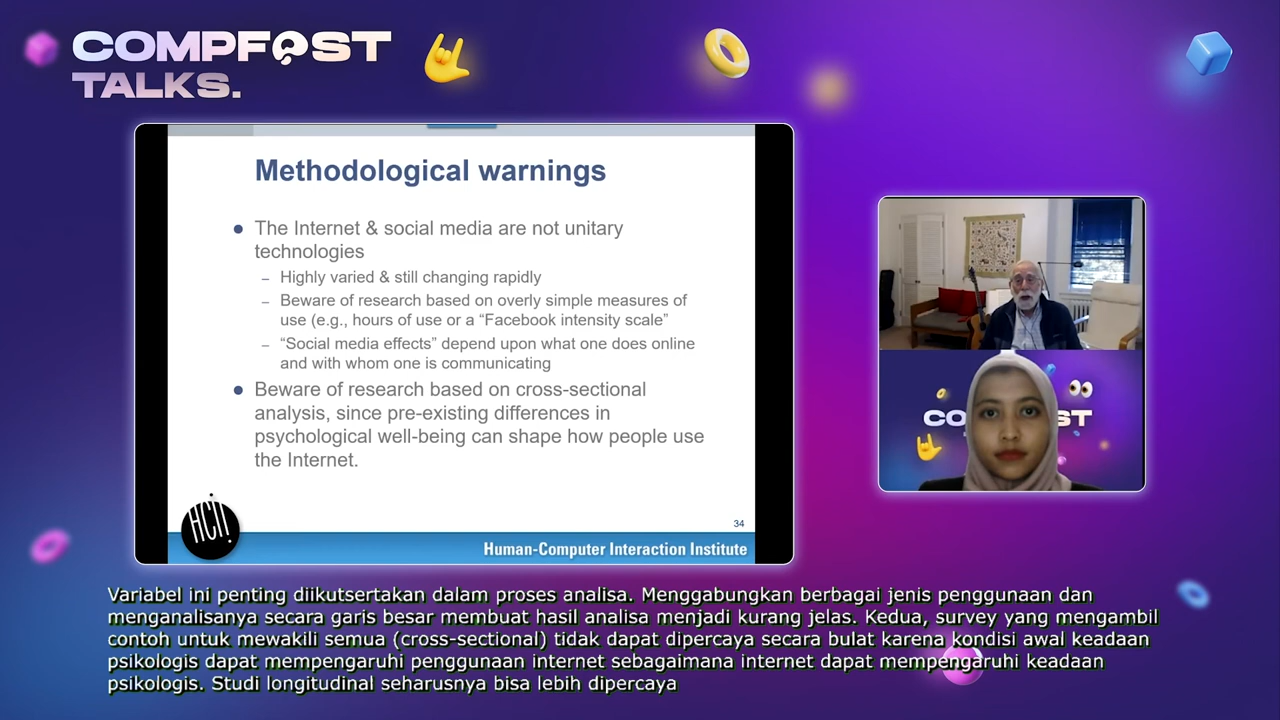 COMPFEST
TALKS.
Methodological warnings
● The Internet & social media are not unitary
technologies
– Highly varied & still changing rapidly
– Beware of research based on overly simple measures of
use (e.g., hours of use or a “Facebook intensity scale”
– “Social media effects” depend upon what one does online
and with whom one is communicating
● Beware of research based on cross-sectional
analysis, since pre-existing differences in
psychological well-being can shape how people use
the Internet.
34
HCII
Human-Computer Interaction Institute
Variabel ini penting diikutsertakan dalam proses analisa. Menggabungkan berbagai jenis penggunaan dan
menganalisanya secara garis besar membuat hasil analisa menjadi kurang jelas. Kedua, survey yang mengambil
contoh untuk mewakili semua (cross-sectional) tidak dapat dipercaya secara bulat karena kondisi awal keadaan
psikologis dapat mempengaruhi penggunaan internet sebagaimana internet dapat mempengaruhi keadaan
psikologis. Studi longitudinal seharusnya bisa lebih dipercaya